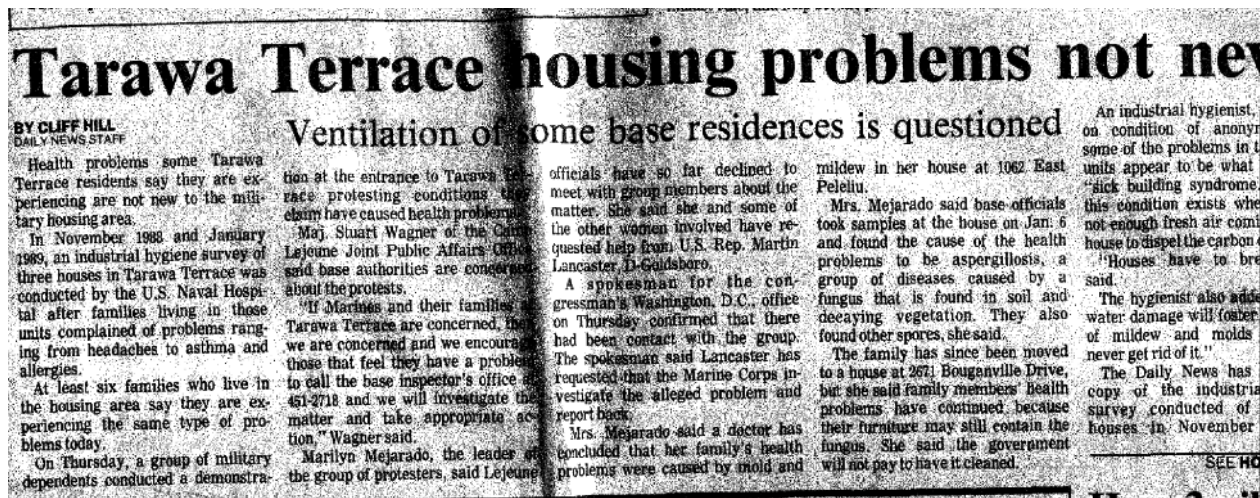 Tarawa Terrace housing problems not new
BY CLIFF HILL
DAILY NEWS STAFF
Ventilation of some base residences is questioned
Health problems some Tarawa
Terrace residents say they are ex-
periencing are not new to the mili-
tary housing area.
In November 1988 and January
1989, an industrial hygiene survey of
three houses in Tarawa Terrace was
conducted by the U.S. Naval Hospi-
tal after families living in those
units complained of problems rang-
ing from headaches to asthma and
allergies.
At least six families who live in
the housing area say they are ex-
periencing the same type of pro-
blems today.
On Thursday, a group of military
dependents conducted a demonstra-
tion at the entrance to Tarawa Ter-
race protesting conditions they
claim have caused health problems.
Maj. Stuart Wagner of the Camp
Lejeune Joint Public Affairs Office
said base authorities are concerned
about the protests.
"If Marines and their families
Tarawa Terrace are concerned,
we are concerned and we encourage
those that feel they have a problem
to call the base inspector's office
451-2718 and we will investigate the
matter and take appropriate ac-
tion," Wagner said.
Marilyn Mejarado, the leader of
the group of protesters, said Lejeune
officials have so far declined to
meet with group members about the
matter. She said she and some of
the other women involved have re-
quested help from U.S. Rep. Martin
Lancaster, D-Goldsboro.
A spokesman for the con-
gressman's Washington, D.C., office
on Thursday confirmed that there
had been contact with the group.
The spokesman said Lancaster has
requested that the Marine Corps in-
vestigate the alleged problem and
report back.
Mrs. Mejarado said a doctor has
concluded that her family's health
problems were caused by mold and
mildew in her house at 1062 East
Peleliu.
Mrs. Mejarado said base officials
took samples at the house on Jan. 6
and found the cause of the health
problems to be aspergillosis, a
group of diseases caused by a
fungus that is found in soil and
decaying vegetation. They also
found other spores, she said.
The family has since been moved
to a house at 2671 Bouganville Drive,
but she said family members' health
problems have continued because
their furniture may still contain the
fungus. She said the government
will not pay to have it cleaned.
An industrial hygienist,
on condition of anony
some of the problems in t
units appear to be what
"sick building syndrome
this condition exists whe
not enough fresh air com
house to dispel the carbon
"Houses have to bre
said.
The hygienist also add
water damage will foster
of mildew and molds
never get rid of it."
The Daily News has
copy of the industria
survey conducted of
houses in November
SEE HO